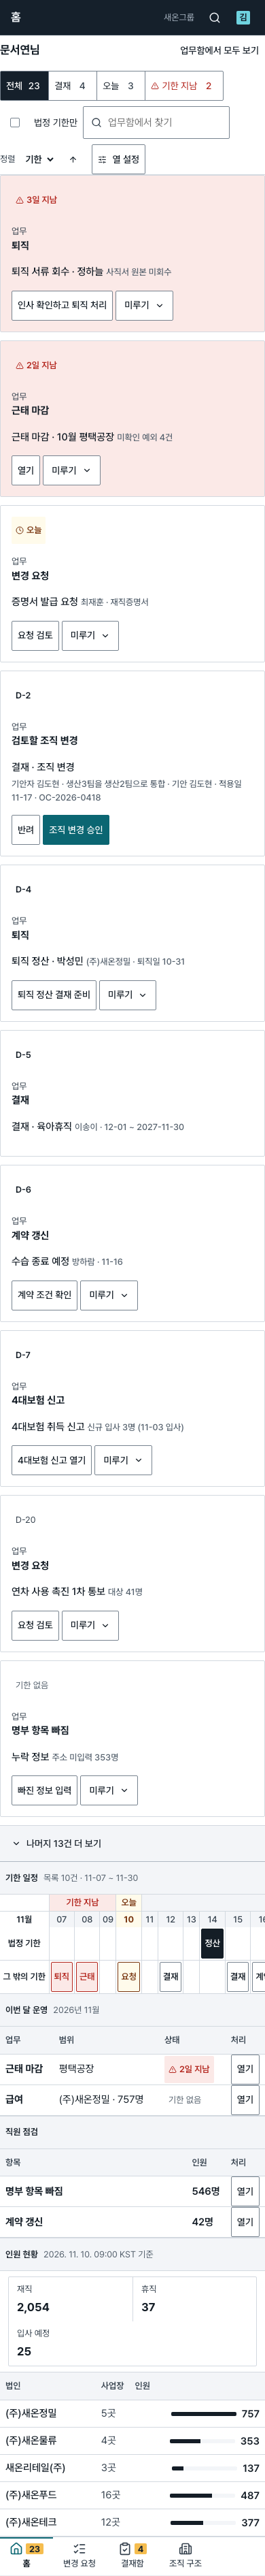 홈 새온그룹 김
문서연님 업무함에서 모두 보기
전체 23 결재 4 오늘 3 기한 지남 2
법정 기한만 업무함에서 찾기
정렬 기한 열 설정
3일 지남
업무
퇴직
퇴직 서류 회수 · 정하늘 사직서 원본 미회수
인사 확인하고 퇴직 처리 미루기
2일 지남
업무
근태 마감
근태 마감 · 10월 평택공장 미확인 예외 4건
열기 미루기
오늘
업무
변경 요청
증명서 발급 요청 최재훈 · 재직증명서
요청 검토 미루기
D-2
업무
검토할 조직 변경
결재 · 조직 변경
기안자 김도현 · 생산3팀을 생산2팀으로 통합 · 기안 김도현 · 적용일
11-17 · OC-2026-0418
반려 조직 변경 승인
D-4
업무
퇴직
퇴직 정산 · 박성민 (주)새온정밀 · 퇴직일 10-31
퇴직 정산 결재 준비 미루기
D-5
업무
결재
결재 · 육아휴직 이송이 · 12-01 ~ 2027-11-30
D-6
업무
계약 갱신
수습 종료 예정 방하람 · 11-16
계약 조건 확인 미루기
D-7
업무
4대보험 신고
4대보험 취득 신고 신규 입사 3명 (11-03 입사)
4대보험 신고 열기 미루기
D-20
업무
변경 요청
연차 사용 촉진 1차 통보 대상 41명
요청 검토 미루기
기한 없음
업무
명부 항목 빠짐
누락 정보 주소 미입력 353명
빠진 정보 입력 미루기
나머지 13건 더 보기
기한 일정 목록 10건 · 11-07 ~ 11-30
기한 지남 오늘
11월 07 08 09 10 11 12 13 14 15 16
법정 기한 정산
그 밖의 기한 퇴직 근태 요청 결재 결재
이번 달 운영 2026년 11월
업무 범위 상태 처리
근태 마감 평택공장 2일 지남 열기
급여 (주)새온정밀 · 757명 기한 없음 열기
직원 점검
항목 인원 처리
명부 항목 빠짐 546명 열기
계약 갱신 42명 열기
인원 현황 2026. 11. 10. 09:00 KST 기준
재직 휴직
2,054 37
입사 예정
25
법인 사업장 인원
(주)새온정밀 5곳 757
(주)새온물류 4곳 353
새온리테일(주) 3곳 137
(주)새온푸드 16곳 487
(주)새온테크 12곳 377
23 4
홈 변경 요청 결재함 조직 구조